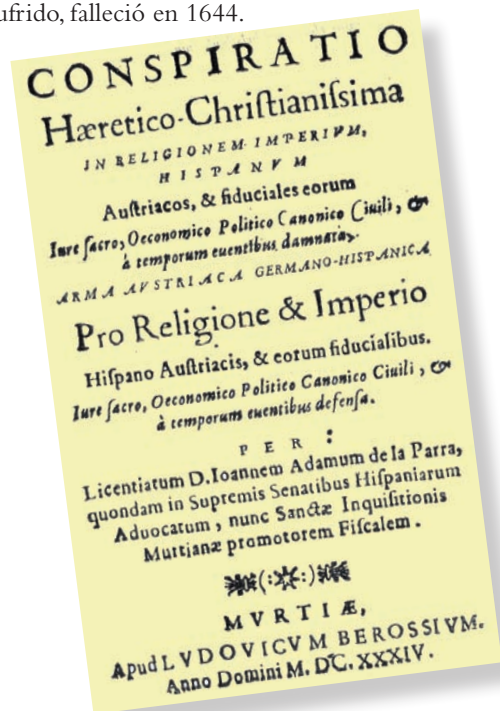 ufrido, falleció en 1644.
CONSPIRATIO
Hæretico-Chriſtianiſsima
IN RELIGIONEM IMPERIVM,
HISPANVM
Auſtriacos, & fiduciales eorum
Iure ſacro, Oeconomico Politico Canonico Ciuili, &
à temporum euentibus damnata.
ARMA AVSTRIACA GERMANO-HISPANICA
Pro Religione & Imperio
Hiſpano Auſtriacis, & eorum fiducialibus.
Iure ſacro, Oeconomico Politico Canonico Ciuili, &
à temporum euentibus defenſa.
PER:
Licentiatum D. Ioannem Adamum de la Parra,
quondam in Supremis Senatibus Hiſpaniarum
Aduocatum, nunc Sanctæ Inquiſitionis
Murtianæ promotorem Fiſcalem.
MVRTIÆ,
Apud LVDOVICVM BEROSSIVM.
Anno Domini M. DC. XXXIV.